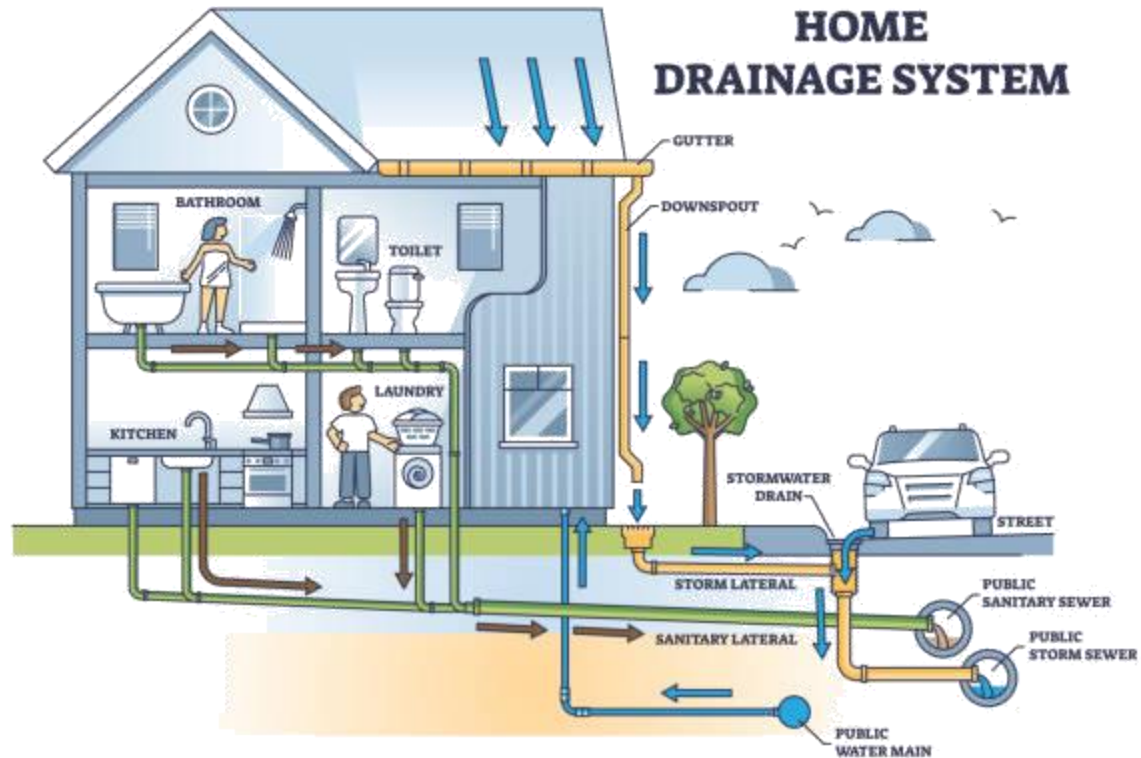 HOME
DRAINAGE SYSTEM
GUTTER
BATHROOM
DOWNSPOUT
TOILET
LAUNDRY
KITCHEN
STORMWATER
DRAIN
STREET
STORM LATERAL
PUBLIC
SANITARY SEWER
SANITARY LATERAL
PUBLIC
STORM SEWER
PUBLIC
WATER MAIN